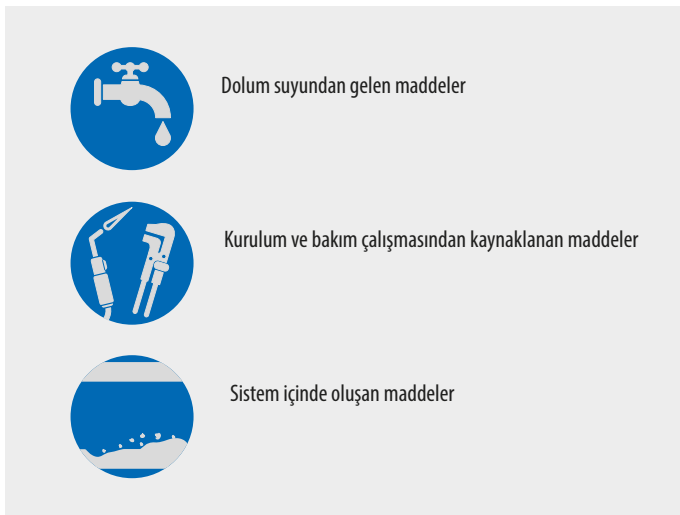 Dolum suyundan gelen maddeler
Kurulum ve bakım çalışmasından kaynaklanan maddeler
Sistem içinde oluşan maddeler